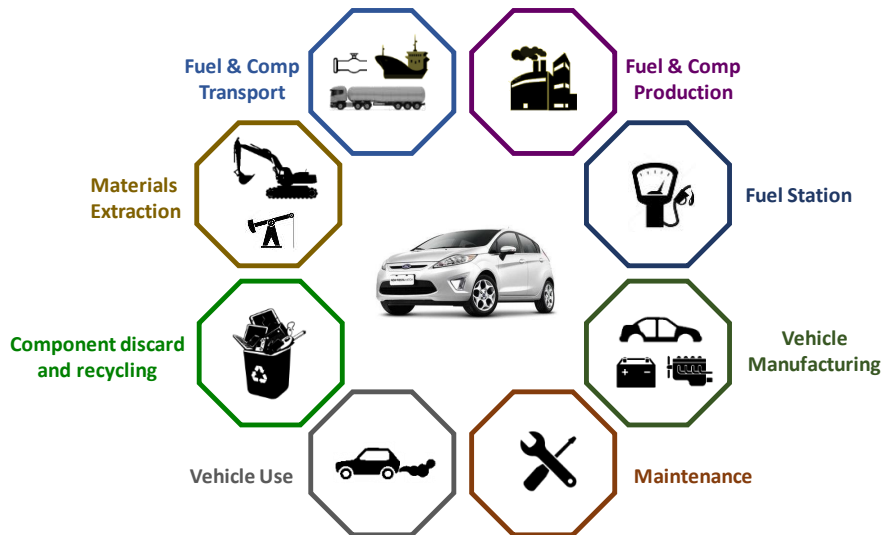 Fuel & Comp
Transport
Fuel & Comp
Production
Materials
Extraction
Fuel Station
Component discard
and recycling
Vehicle
Manufacturing
Vehicle Use
Maintenance